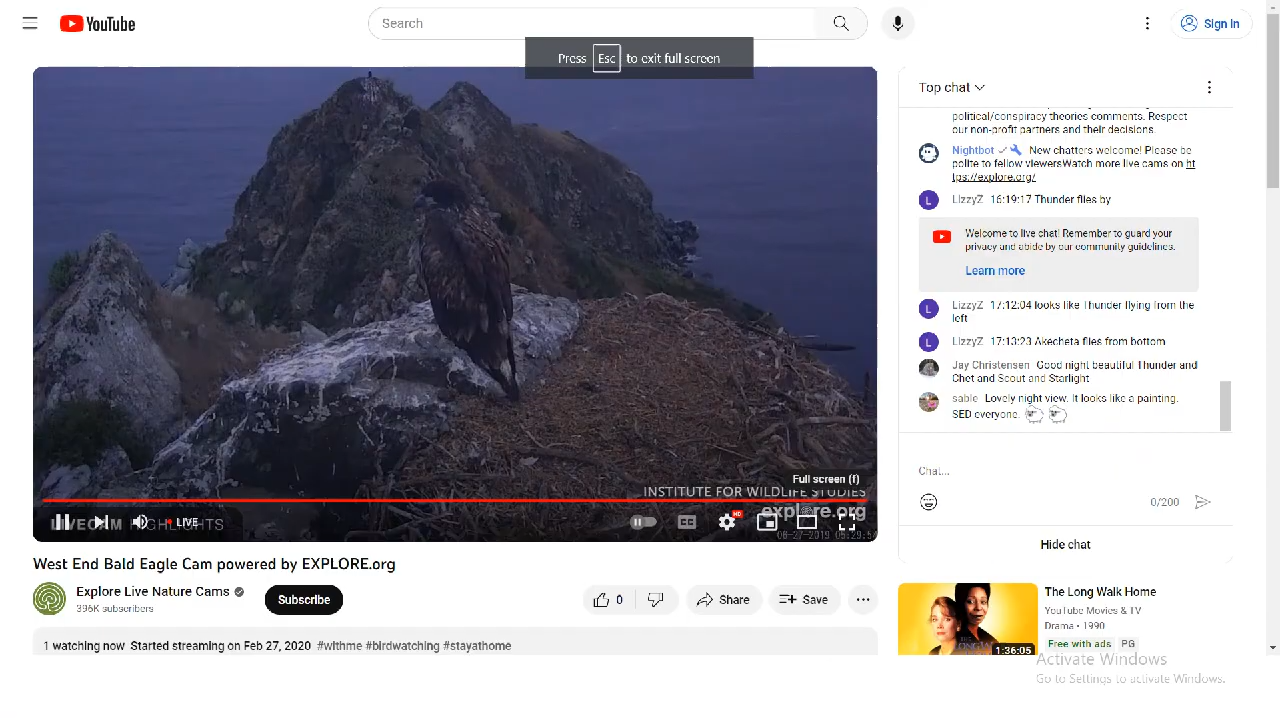 YouTube
Search
Sign in
Press Esc to exit full screen
Top chat
political/conspiracy theories comments. Respect
our non-profit partners and their decisions.
Nightbot New chatters welcome! Please be
polite to fellow viewersWatch more live cams on ht
tps://explore.org/
L LizzyZ 16:19:17 Thunder flies by
Welcome to live chat! Remember to guard your
privacy and abide by our community guidelines.
Learn more
L LizzyZ 17:12:04 looks like Thunder flying from the
left
L LizzyZ 17:13:23 Akecheta flies from bottom
Jay Christensen Good night beautiful Thunder and
Chet and Scout and Starlight
sable Lovely night view. It looks like a painting.
SED everyone.
Chat...
0/200
Hide chat
Full screen (f)
INSTITUTE FOR WILDLIFE STUDIES
explore.org
LIVECAM HIGHLIGHTS
LIVE
CC
HD
West End Bald Eagle Cam powered by EXPLORE.org
Explore Live Nature Cams
396K subscribers
Subscribe
0
Share
Save
1 watching now Started streaming on Feb 27, 2020 #withme #birdwatching #stayathome
The Long Walk Home
YouTube Movies & TV
Drama • 1990
Free with ads PG
1:36:05
Activate Windows
Go to Settings to activate Windows.